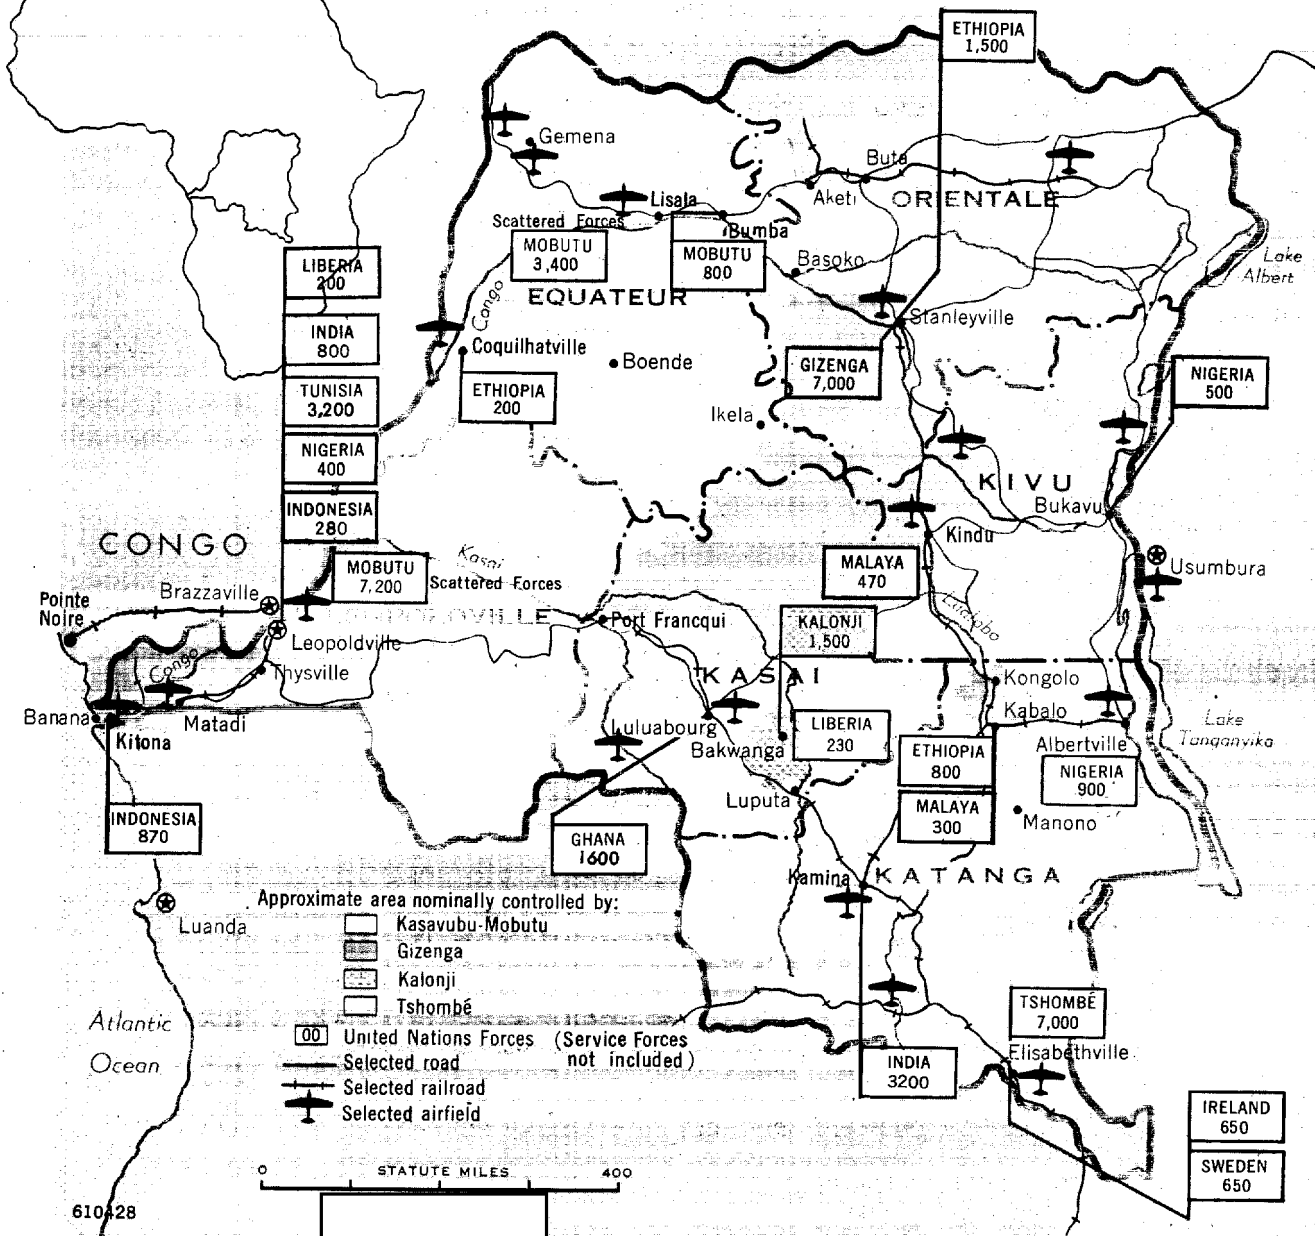 ETHIOPIA
1,500
Gemena
Buta
Aketi
ORIENTALE
Lisala
Scattered Forces
Bumba
MOBUTU
3,400
MOBUTU
800
Basoko
Lake
Albert
LIBERIA
200
EQUATEUR
Congo
Stanleyville
INDIA
800
Coquilhatville
Boende
GIZENGA
7,000
NIGERIA
500
TUNISIA
3,200
ETHIOPIA
200
Ikela
NIGERIA
400
KIVU
INDONESIA
280
Bukavu
CONGO
Kindu
Kasai
MOBUTU
7,200
Scattered Forces
MALAYA
470
Usumbura
Brazzaville
Pointe
Noire
Port Francqui
KALONJI
1,500
Lualaba
Leopoldville
Congo
Thysville
KASAI
Kongolo
Kabalo
Banana
Kitona
Matadi
Luluabourg
Bakwanga
LIBERIA
230
ETHIOPIA
800
Albertville
Lake
Tanganyika
NIGERIA
900
Luputa
MALAYA
300
Manono
INDONESIA
870
GHANA
1600
Kamina
KATANGA
Luanda
Approximate area nominally controlled by:
Kasavubu-Mobutu
Gizenga
Kalonji
Tshombé
00 United Nations Forces (Service Forces
not included)
Selected road
Selected railroad
Selected airfield
Atlantic
Ocean
TSHOMBÉ
7,000
Elisabethville
INDIA
3200
IRELAND
650
SWEDEN
650
0 STATUTE MILES 400
610428